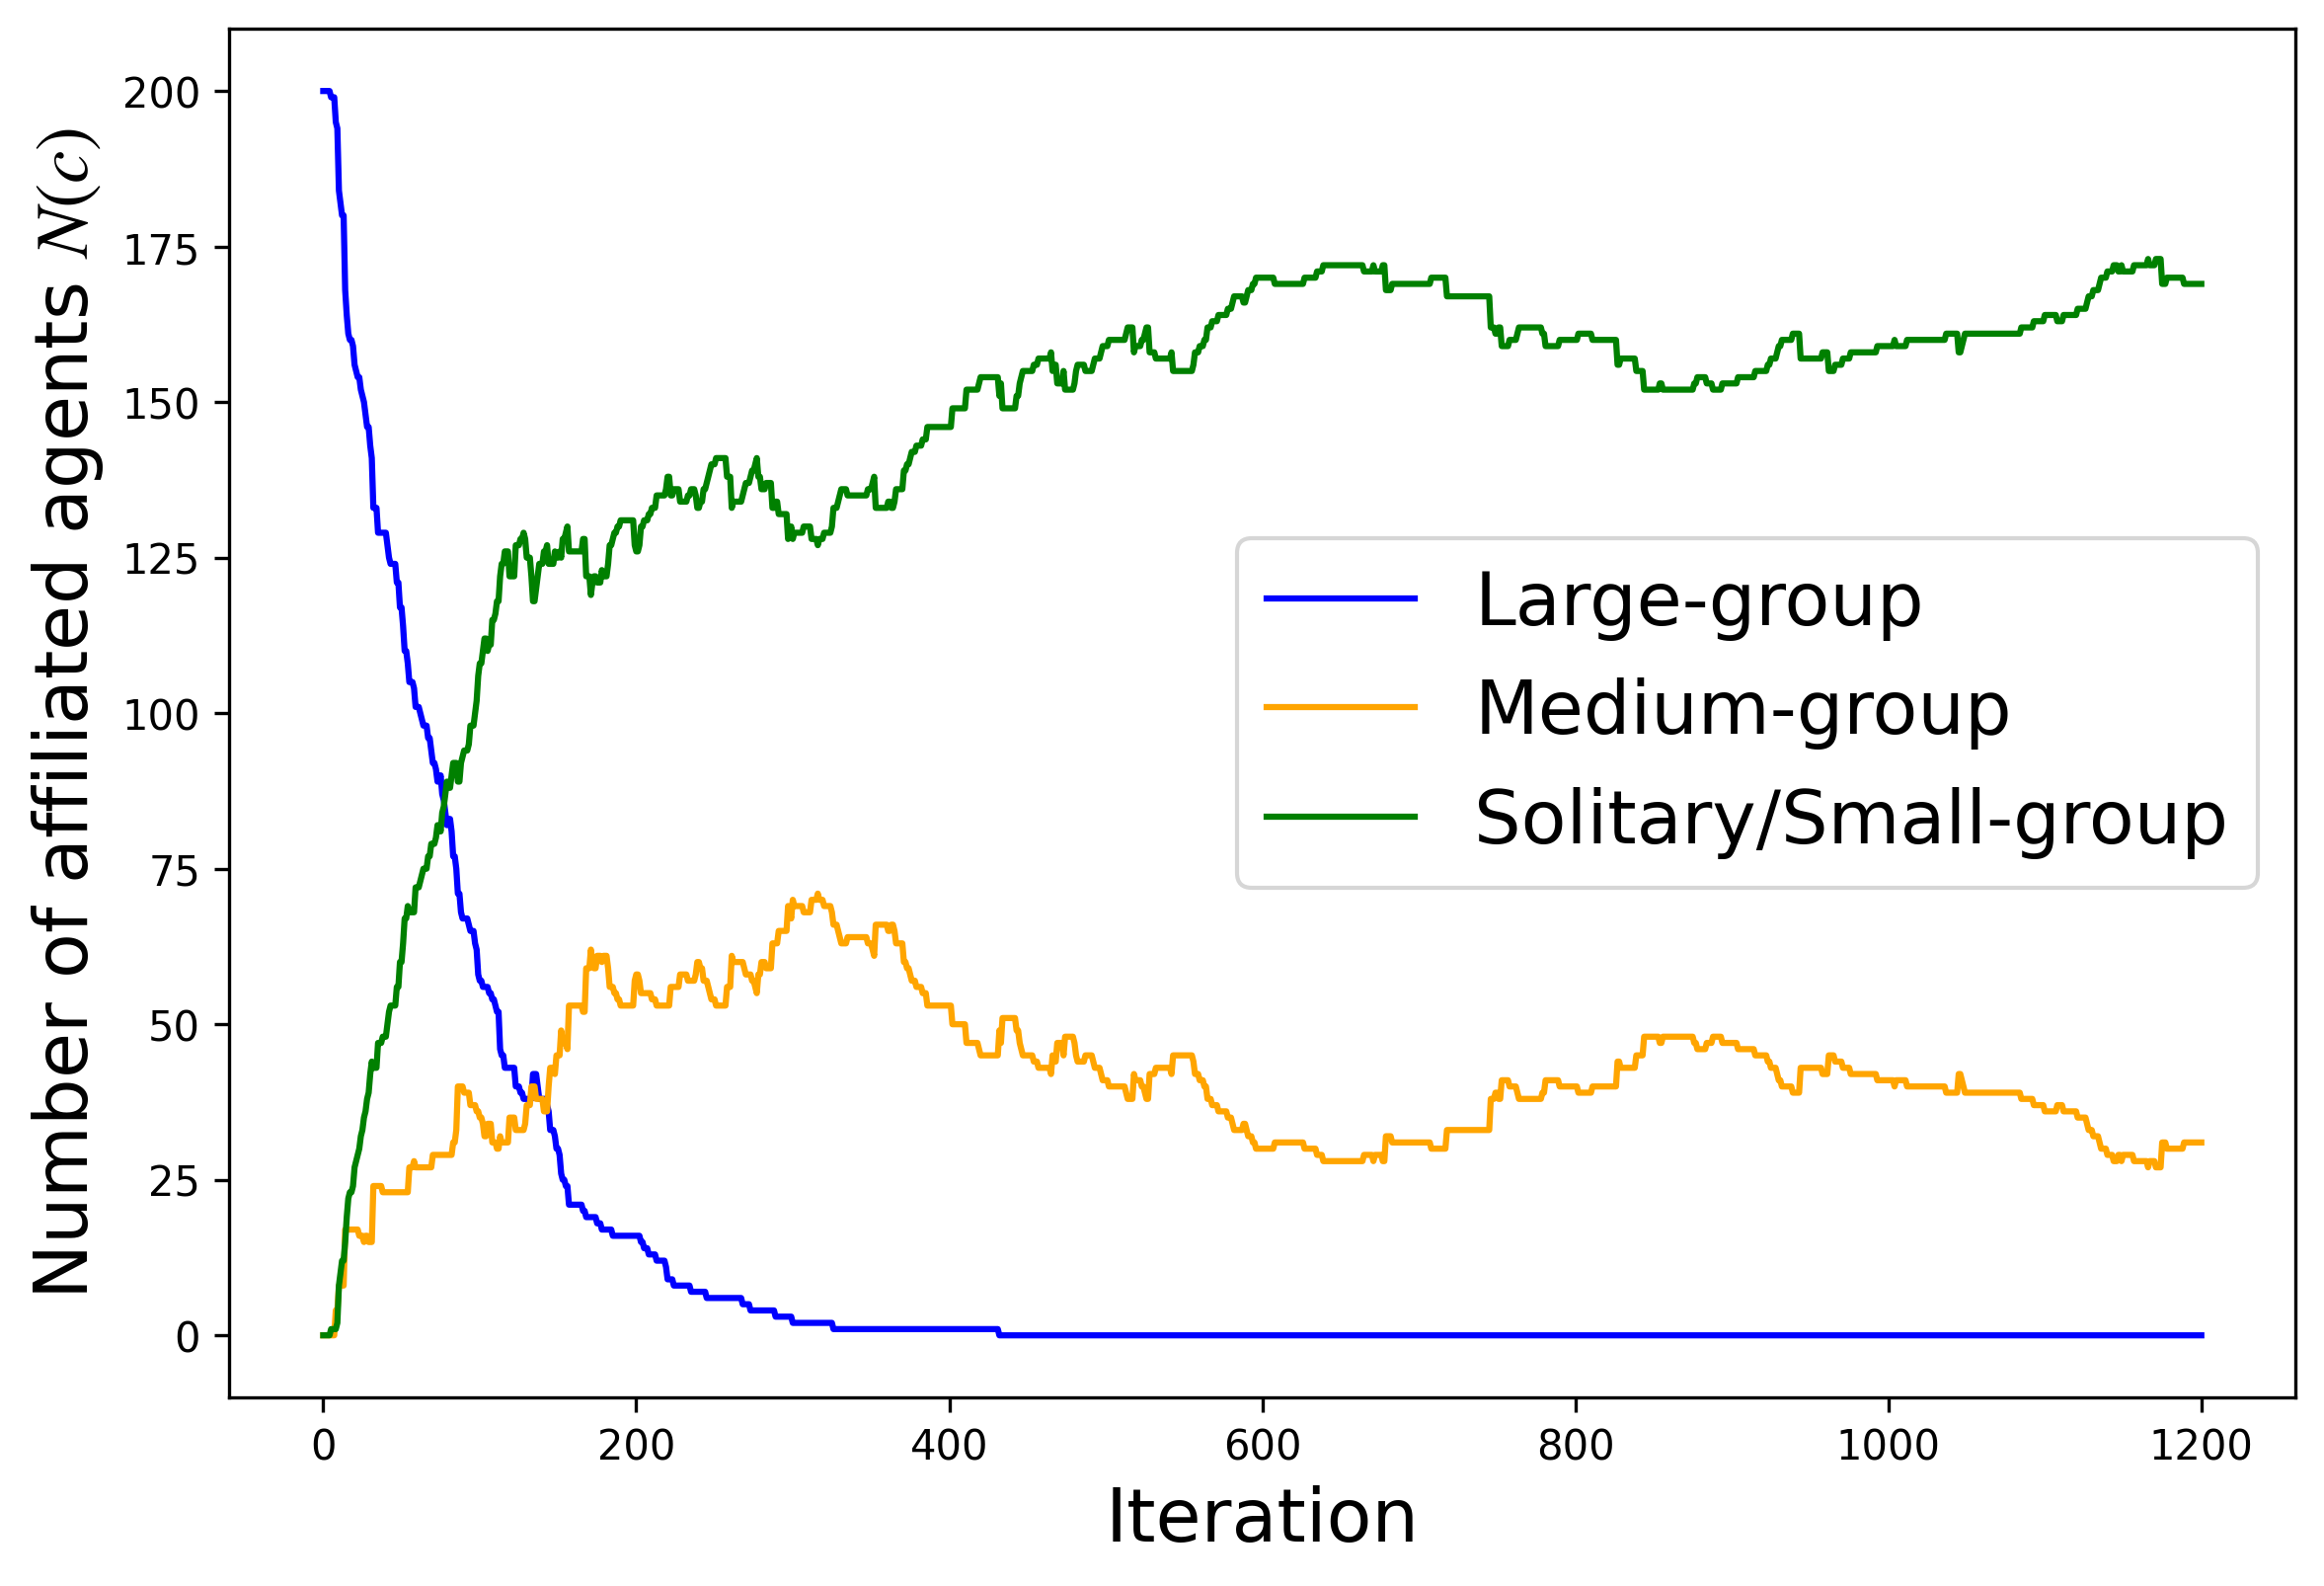 Number of affiliated agents N(c)
200
175
150
125
100
75
50
25
0
Large-group
Medium-group
Solitary/Small-group
0 200 400 600 800 1000 1200
Iteration